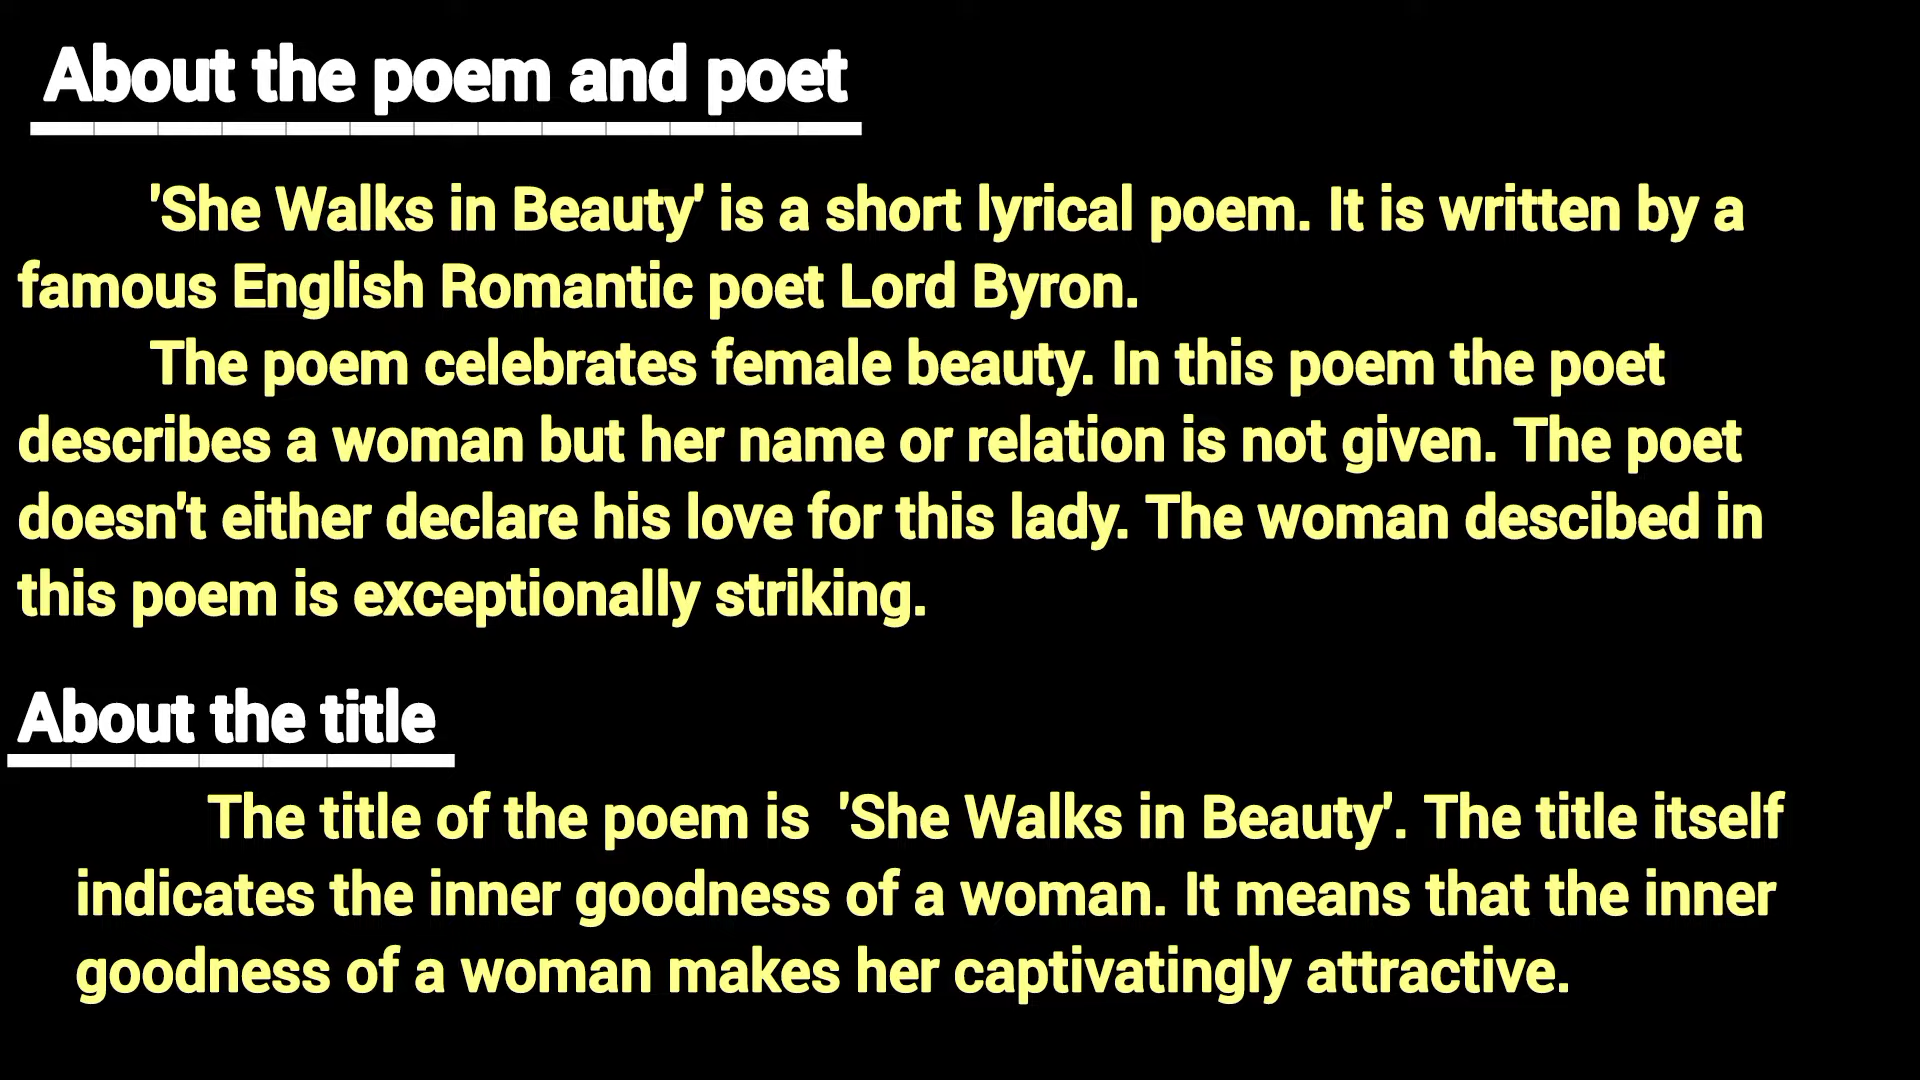 About the poem and poet
'She Walks in Beauty' is a short lyrical poem. It is written by a
famous English Romantic poet Lord Byron.
The poem celebrates female beauty. In this poem the poet
describes a woman but her name or relation is not given. The poet
doesn't either declare his love for this lady. The woman descibed in
this poem is exceptionally striking.
About the title
The title of the poem is 'She Walks in Beauty'. The title itself
indicates the inner goodness of a woman. It means that the inner
goodness of a woman makes her captivatingly attractive.